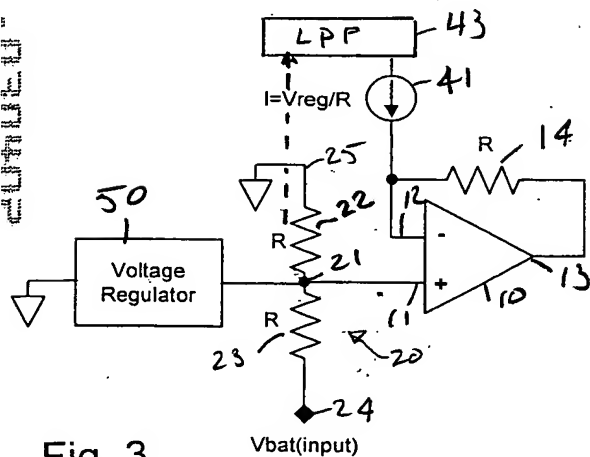 LPF 43
41
I=Vreg/R
R 14
25
50
22
12
R
21
-
Voltage
Regulator
+
13
10
11
R
23
20
24
Fig. 3
Vbat(input)